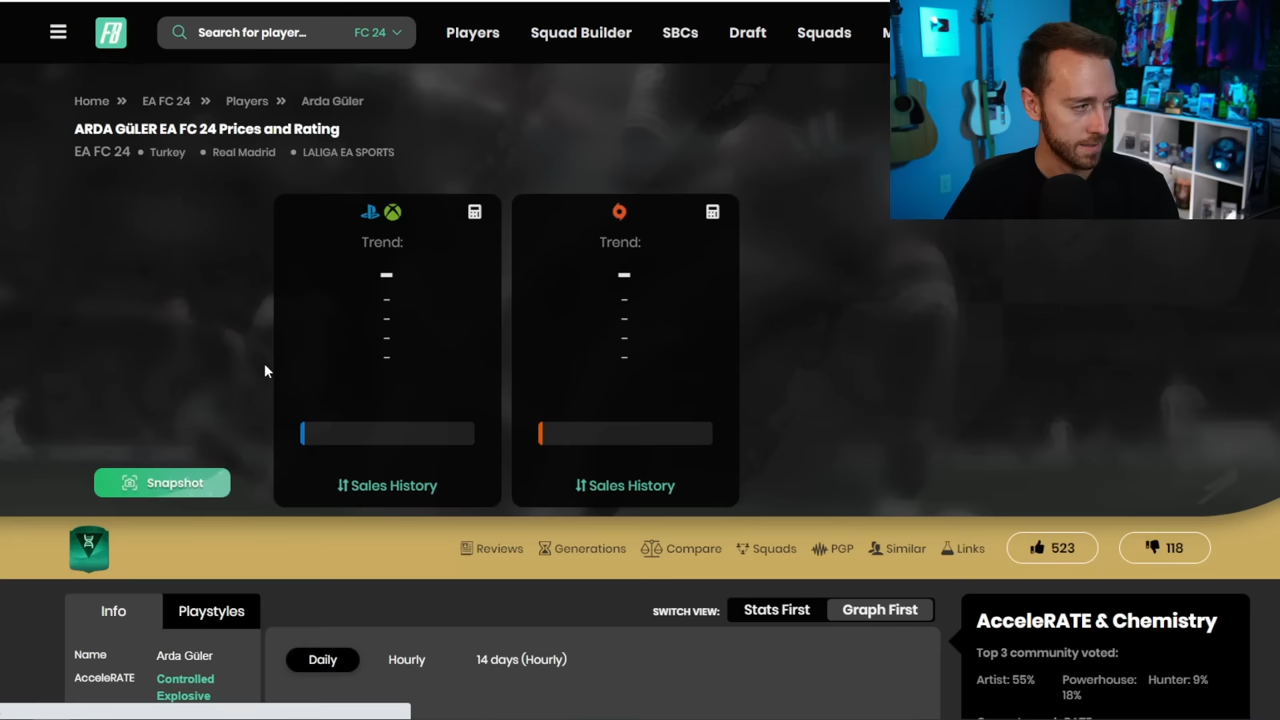 FB
Search for player...
FC 24
Players
Squad Builder
SBCs
Draft
Squads
M
Home » EA FC 24 » Players » Arda Güler
ARDA GüLER EA FC 24 Prices and Rating
EA FC 24 • Turkey • Real Madrid • LALIGA EA SPORTS
Trend:
-
-
-
-
-
Sales History
Trend:
-
-
-
-
-
Sales History
Snapshot
Reviews
Generations
Compare
Squads
PGP
Similar
Links
523
118
Info
Playstyles
SWITCH VIEW:
Stats First
Graph First
Name
Arda Güler
AcceleRATE
Controlled
Explosive
Daily
Hourly
14 days (Hourly)
AcceleRATE & Chemistry
Top 3 community voted:
Artist: 55%
Powerhouse:
18%
Hunter: 9%